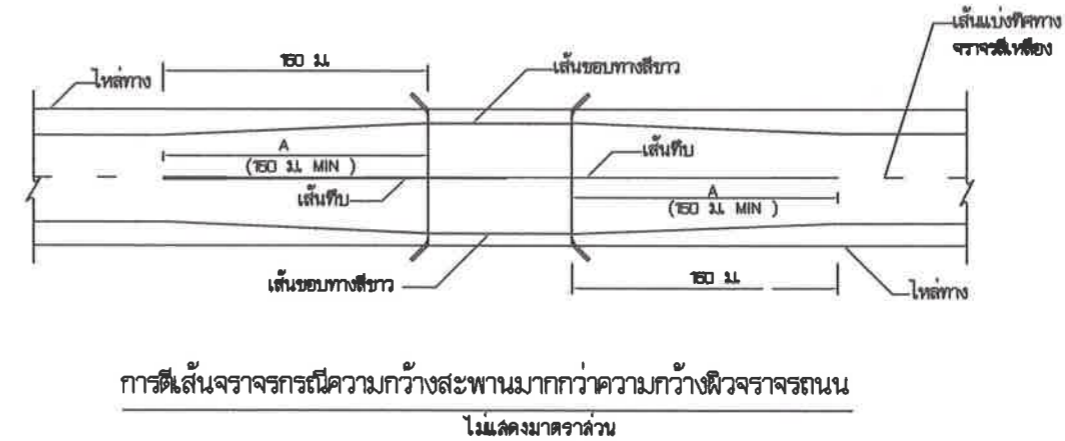 เส้นแบ่งทิศทาง
จราจรสีเหลือง
150 ม.
เส้นขอบทางสีขาว
ไหล่ทาง
A
(150 ม. MIN )
เส้นทึบ
เส้นทึบ
A
(150 ม. MIN )
เส้นขอบทางสีขาว
150 ม.
ไหล่ทาง
การตีเส้นจราจรกรณีความกว้างสะพานมากกว่าความกว้างผิวจราจรถนน
ไม่แสดงมาตราส่วน